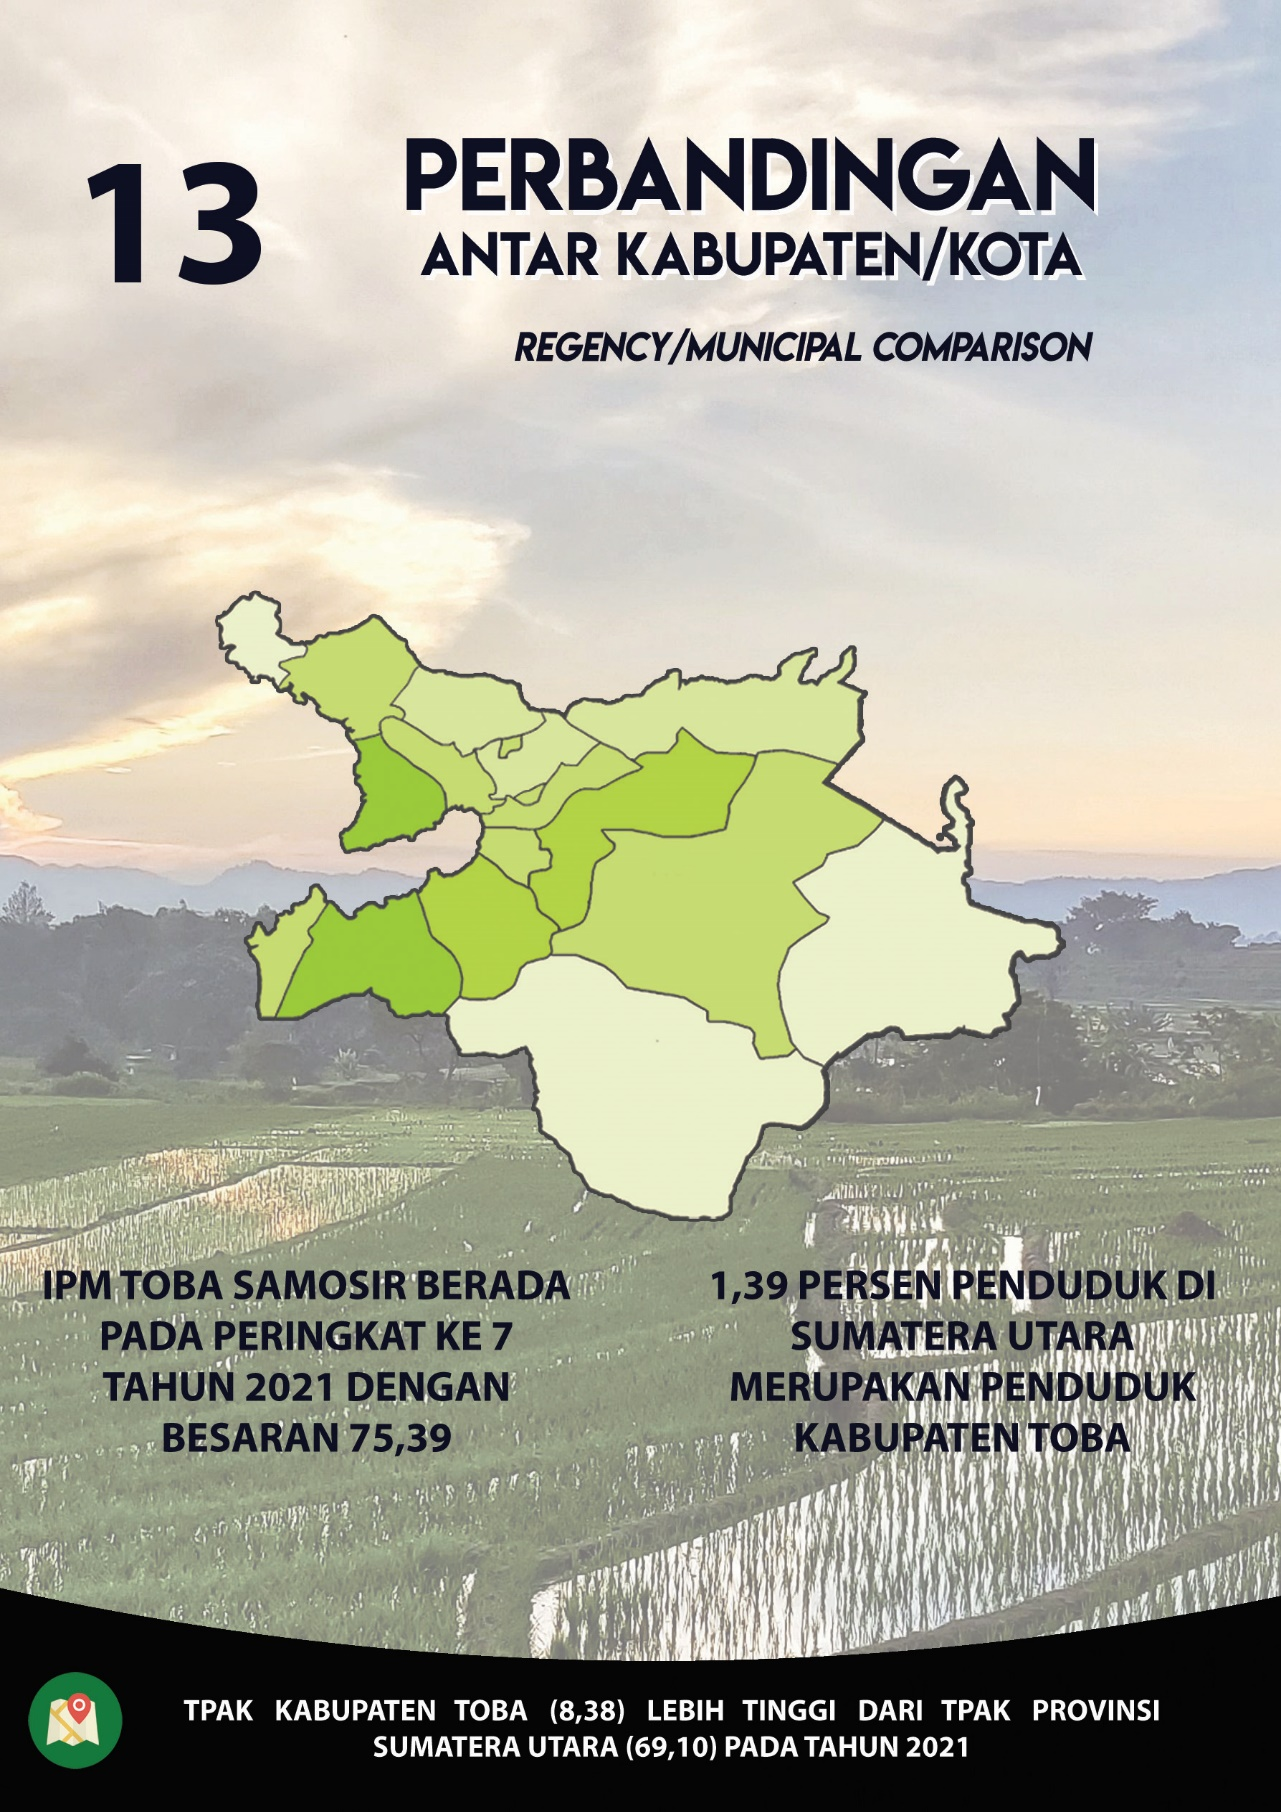 13
PERBANDINGAN
ANTAR KABUPATEN/KOTA
REGENCY/MUNICIPAL COMPARISON
IPM TOBA SAMOSIR BERADA
PADA PERINGKAT KE 7
TAHUN 2021 DENGAN
BESARAN 75,39
1,39 PERSEN PENDUDUK DI
SUMATERA UTARA
MERUPAKAN PENDUDUK
KABUPATEN TOBA
TPAK KABUPATEN TOBA (8,38) LEBIH TINGGI DARI TPAK PROVINSI
SUMATERA UTARA (69,10) PADA TAHUN 2021